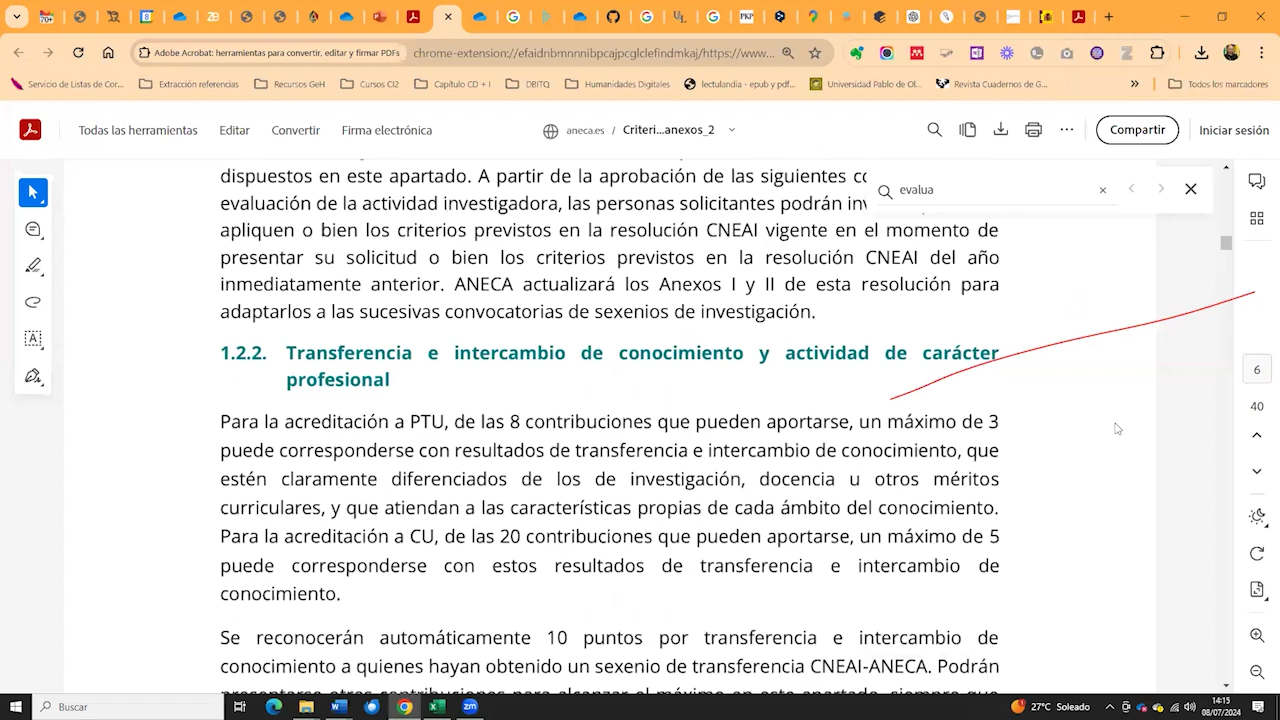 70+
Adobe Acrobat: herramientas para convertir, editar y firmar PDFs
chrome-extension://efaidnbmnnnibpcajpcglclefindmkaj/https://www...
Servicio de Listas de Cor...
Extracción referencias
Recursos GeH
Cursos CI2
Capítulo CD + I
DBITQ
Humanidades Digitales
lectulandia - epub y pdf...
Universidad Pablo de Ol...
Revista Cuadernos de G...
Todos los marcadores
Todas las herramientas
Editar
Convertir
Firma electrónica
aneca.es / Criteri...anexos_2
Compartir
Iniciar sesión
evalua
dispuestos en este apartado. A partir de la aprobación de las siguientes
evaluación de la actividad investigadora, las personas solicitantes podrán
apliquen o bien los criterios previstos en la resolución CNEAI vigente en el momento de
presentar su solicitud o bien los criterios previstos en la resolución CNEAI del año
inmediatamente anterior. ANECA actualizará los Anexos I y II de esta resolución para
adaptarlos a las sucesivas convocatorias de sexenios de investigación.
1.2.2. Transferencia e intercambio de conocimiento y actividad de carácter
profesional
Para la acreditación a PTU, de las 8 contribuciones que pueden aportarse, un máximo de 3
puede corresponderse con resultados de transferencia e intercambio de conocimiento, que
estén claramente diferenciados de los de investigación, docencia u otros méritos
curriculares, y que atiendan a las características propias de cada ámbito del conocimiento.
Para la acreditación a CU, de las 20 contribuciones que pueden aportarse, un máximo de 5
puede corresponderse con estos resultados de transferencia e intercambio de
conocimiento.
Se reconocerán automáticamente 10 puntos por transferencia e intercambio de
conocimiento a quienes hayan obtenido un sexenio de transferencia CNEAI-ANECA. Podrán
6
40
Buscar
27°C Soleado
14:15
08/07/2024